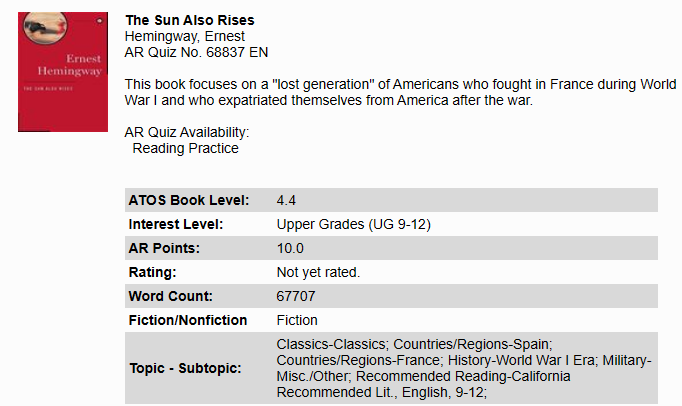 Ernest
Hemingway
THE SUN ALSO RISES
The Sun Also Rises
Hemingway, Ernest
AR Quiz No. 68837 EN
This book focuses on a "lost generation" of Americans who fought in France during World
War I and who expatriated themselves from America after the war.
AR Quiz Availability:
Reading Practice
ATOS Book Level: 4.4
Interest Level: Upper Grades (UG 9-12)
AR Points: 10.0
Rating: Not yet rated.
Word Count: 67707
Fiction/Nonfiction Fiction
Topic - Subtopic: Classics-Classics; Countries/Regions-Spain;
Countries/Regions-France; History-World War I Era; Military-
Misc./Other; Recommended Reading-California
Recommended Lit., English, 9-12;